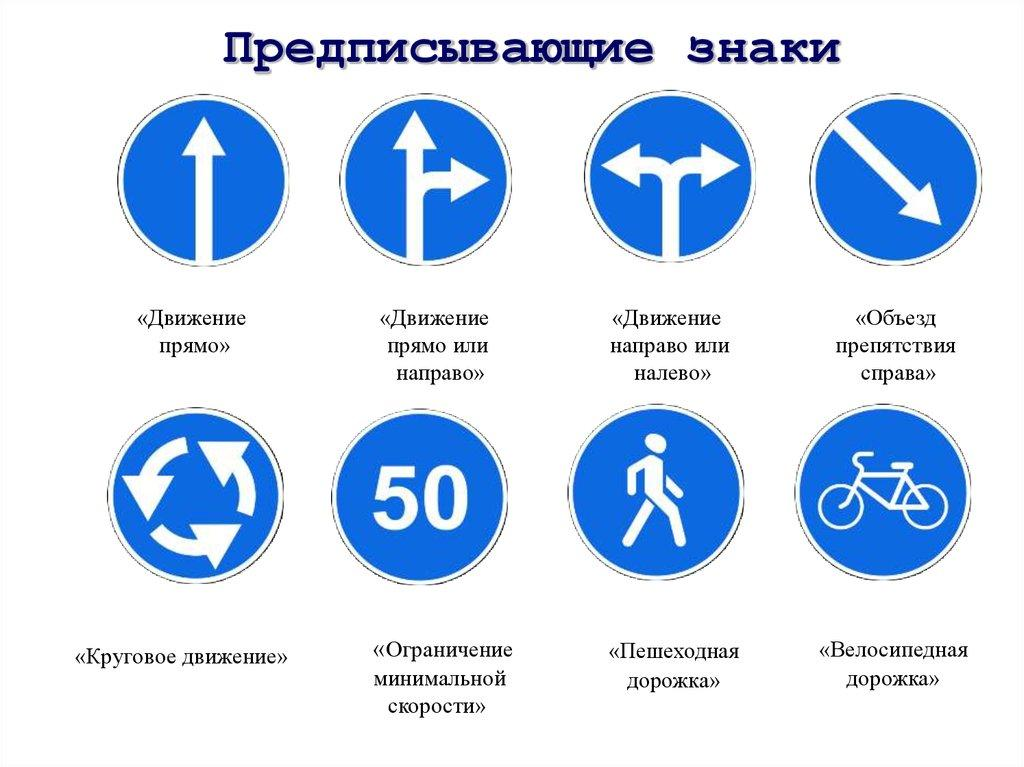 Предписывающие знаки
«Движение
прямо»
«Движение
прямо или
направо»
«Движение
направо или
налево»
«Объезд
препятствия
справа»
50
«Круговое движение»
«Ограничение
минимальной
скорости»
«Пешеходная
дорожка»
«Велосипедная
дорожка»